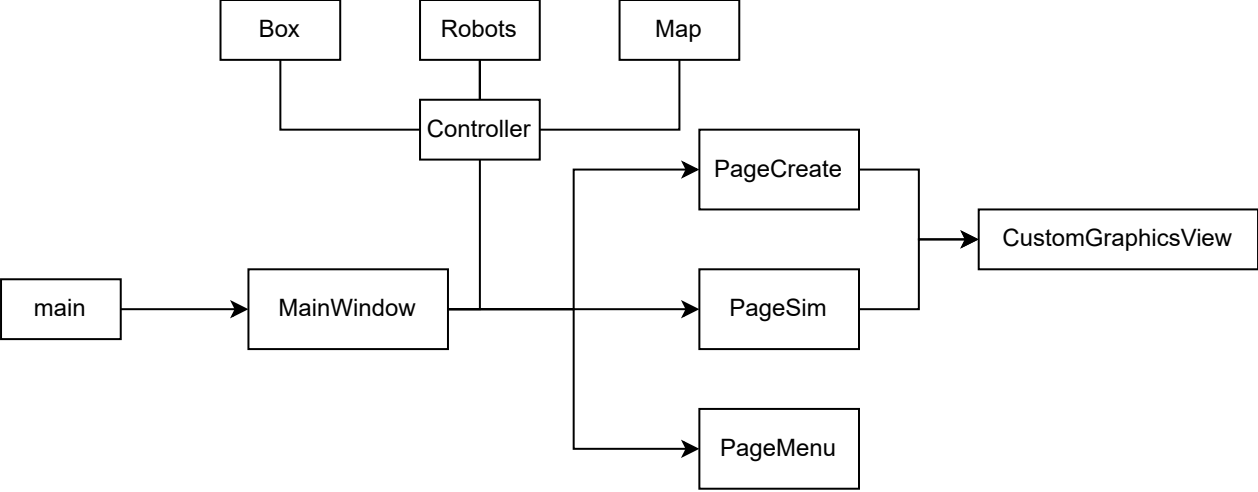 Box
Robots
Map
Controller
PageCreate
CustomGraphicsView
main
MainWindow
PageSim
PageMenu